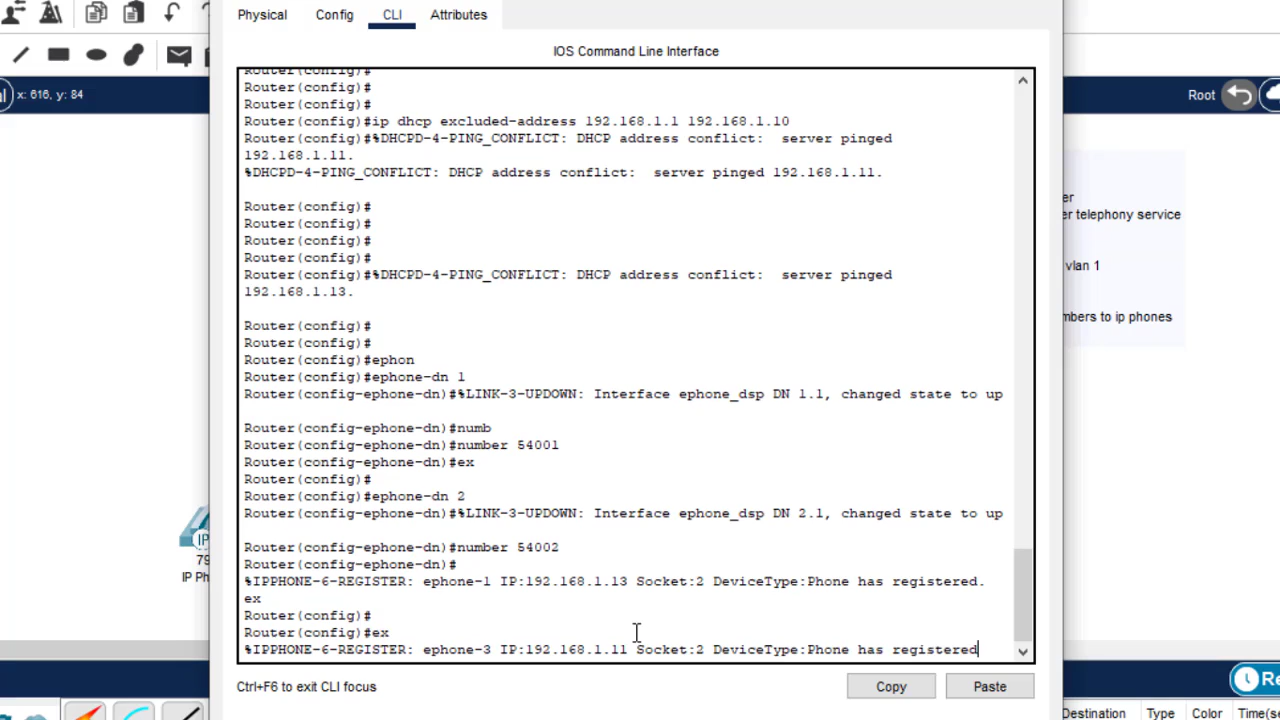 Physical Config CLI Attributes
IOS Command Line Interface
x: 616, y: 84
Root
Router(config)#
Router(config)#
Router(config)#
Router(config)#ip dhcp excluded-address 192.168.1.1 192.168.1.10
Router(config)#%DHCPD-4-PING_CONFLICT: DHCP address conflict:  server pinged
192.168.1.11.
%DHCPD-4-PING_CONFLICT: DHCP address conflict:  server pinged 192.168.1.11.
Router(config)#
Router(config)#
Router(config)#
Router(config)#
Router(config)#%DHCPD-4-PING_CONFLICT: DHCP address conflict:  server pinged
192.168.1.13.
Router(config)#
Router(config)#
Router(config)#ephon
Router(config)#ephone-dn 1
Router(config-ephone-dn)#%LINK-3-UPDOWN: Interface ephone_dsp DN 1.1, changed state to up
Router(config-ephone-dn)#numb
Router(config-ephone-dn)#number 54001
Router(config-ephone-dn)#ex
Router(config)#
Router(config)#ephone-dn 2
Router(config-ephone-dn)#%LINK-3-UPDOWN: Interface ephone_dsp DN 2.1, changed state to up
Router(config-ephone-dn)#number 54002
Router(config-ephone-dn)#
%IPPHONE-6-REGISTER: ephone-1 IP:192.168.1.13 Socket:2 DeviceType:Phone has registered.
ex
Router(config)#
Router(config)#ex
%IPPHONE-6-REGISTER: ephone-3 IP:192.168.1.11 Socket:2 DeviceType:Phone has registered
er
er telephony service
vlan 1
mbers to ip phones
IP
79
IP Ph
Ctrl+F6 to exit CLI focus
Copy Paste
Re
Destination Type Color Time(se